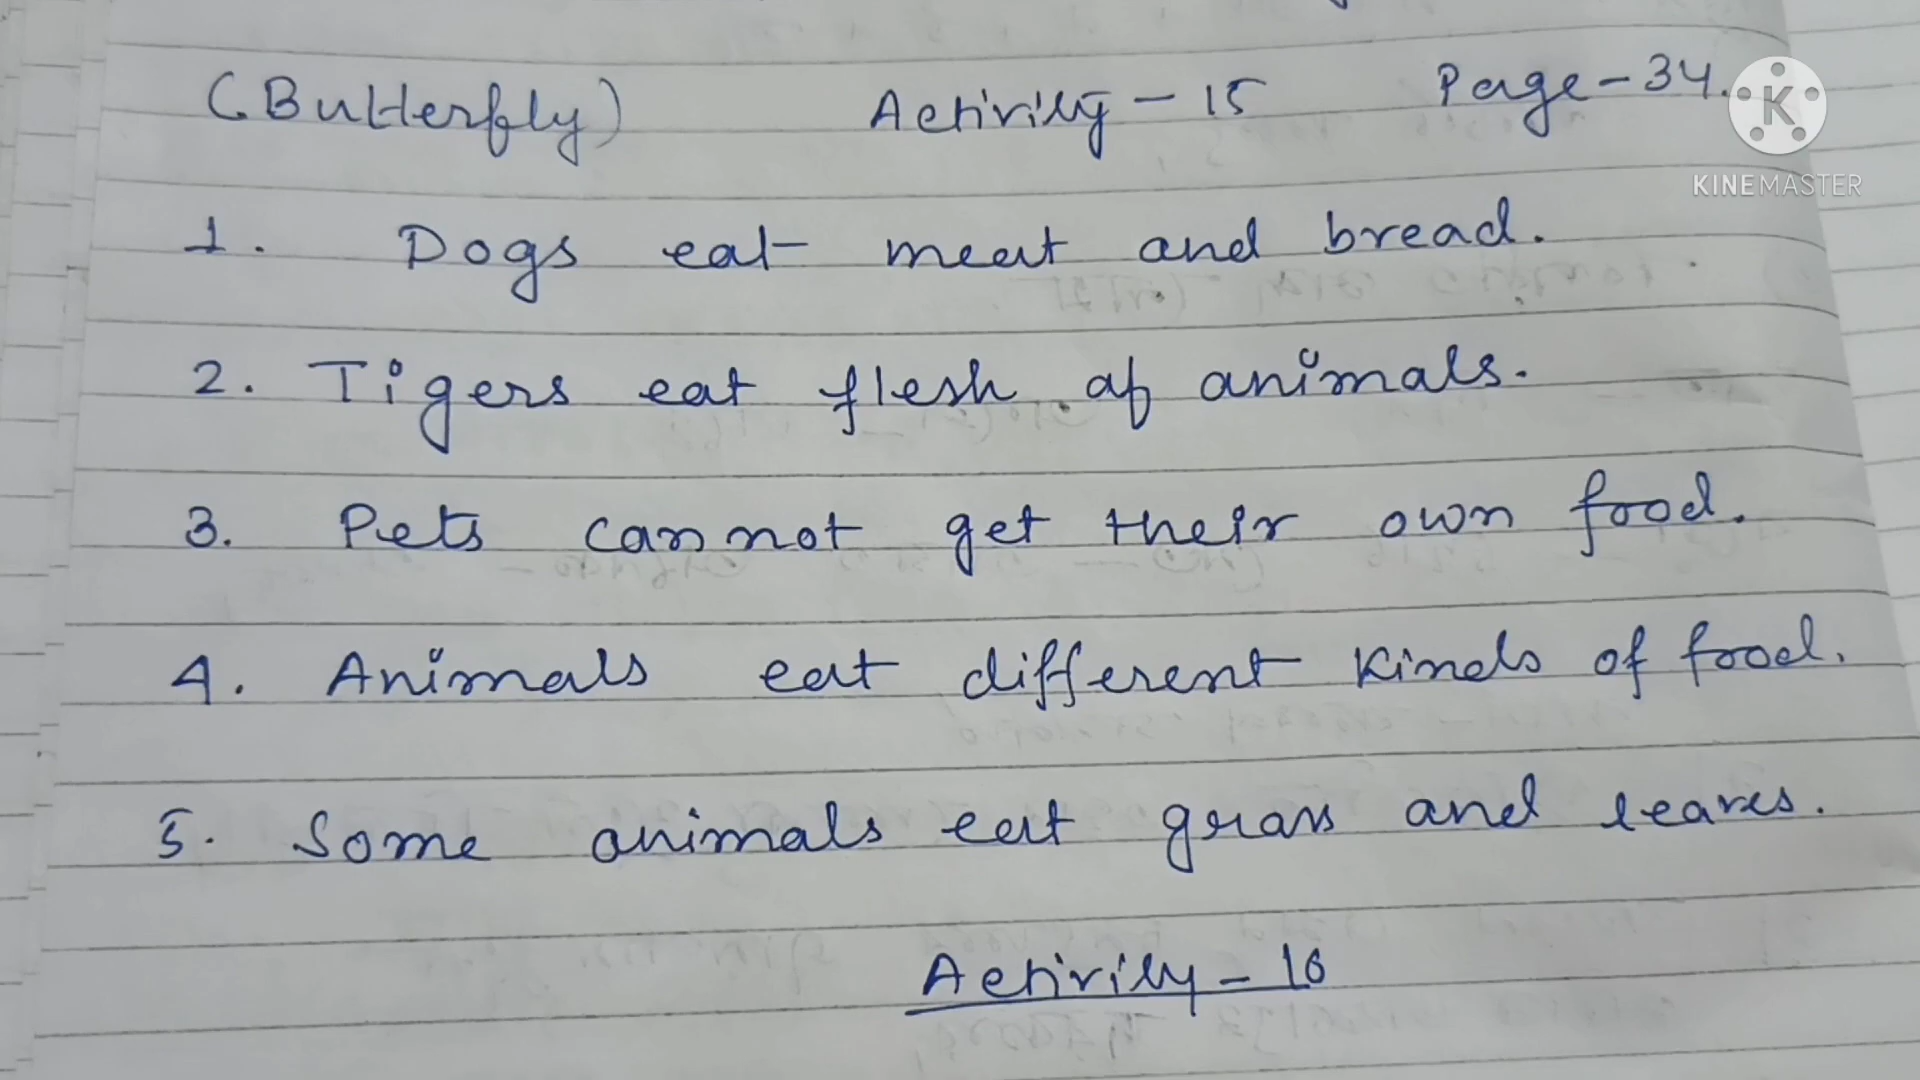 (Butterfly) Activity - 15 Page - 34.
KINEMASTER
1. Dogs eat meat and bread.
2. Tigers eat flesh of animals.
3. Pets cannot get their own food.
4. Animals eat different kinds of food.
5. Some animals eat grass and leaves.
Activity - 16